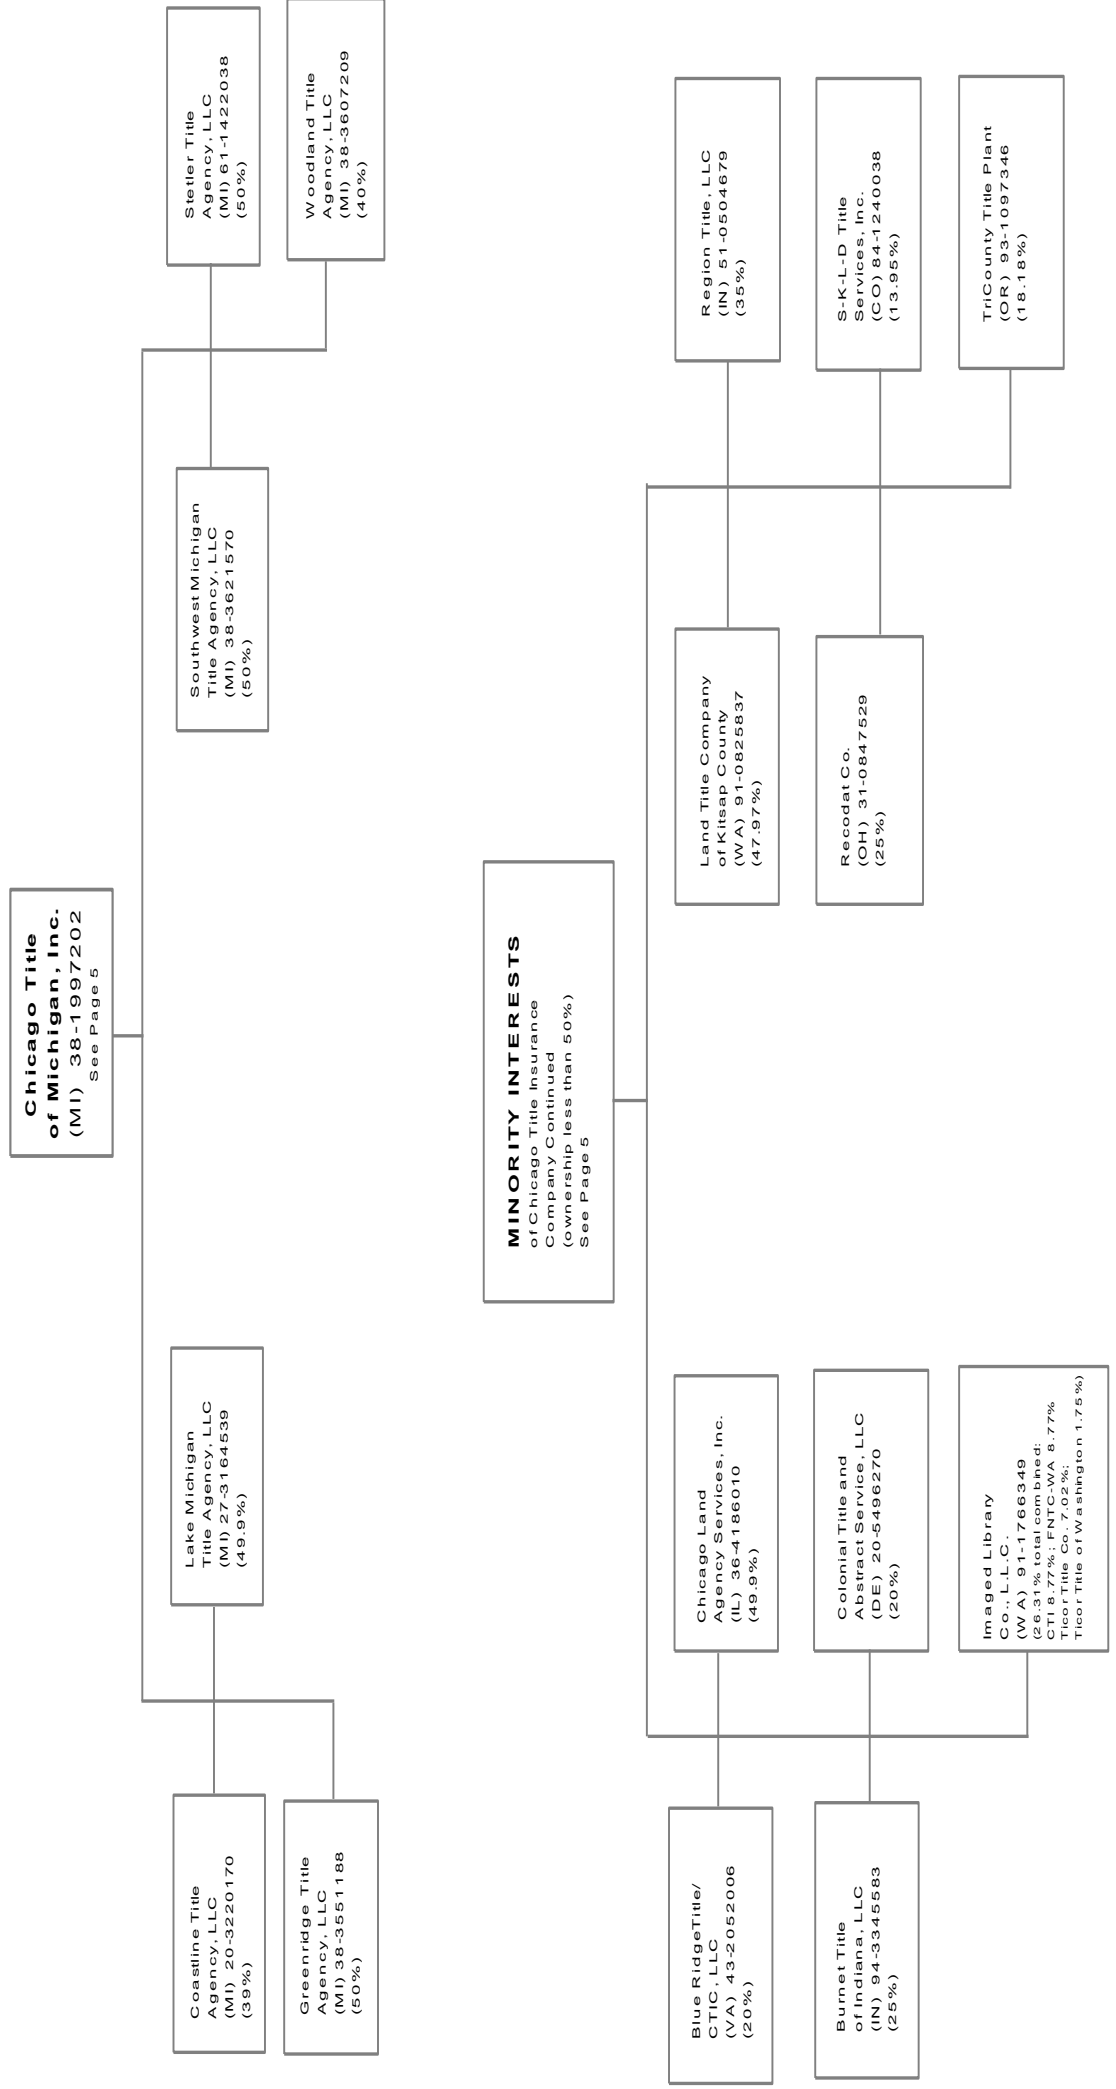 Chicago Title
of Michigan, Inc.
(MI) 38-1997202
See Page 5
Coastline Title
Agency, LLC
(MI) 20-3220170
(39%)
Lake Michigan
Title Agency, LLC
(MI) 27-3164539
(49.9%)
Southwest Michigan
Title Agency, LLC
(MI) 38-3621570
(50%)
Stetler Title
Agency, LLC
(MI) 61-1422038
(50%)
Greenridge Title
Agency, LLC
(MI) 38-3551188
(50%)
Woodland Title
Agency, LLC
(MI) 38-3607209
(40%)
MINORITY INTERESTS
of Chicago Title Insurance
Company Continued
(ownership less than 50%)
See Page 5
Blue Ridge Title/
CTIC, LLC
(VA) 43-2052006
(20%)
Chicago Land
Agency Services, Inc.
(IL) 36-4186010
(49.9%)
Land Title Company
of Kitsap County
(WA) 91-0825837
(47.97%)
Region Title, LLC
(IN) 51-0504679
(35%)
Burnet Title
of Indiana, LLC
(IN) 94-3345583
(25%)
Colonial Title and
Abstract Service, LLC
(DE) 20-5496270
(20%)
Recodat Co.
(OH) 31-0847529
(25%)
S-K-L-D Title
Services, Inc.
(CO) 84-1240038
(13.95%)
Imaged Library
Co., L.L.C.
(WA) 91-1766349
(26.31% total combined:
CTI 8.77%; FNTC-WA 8.77%
Ticor Title Co. 7.02%;
Ticor Title of Washington 1.75%)
TriCounty Title Plant
(OR) 93-1097346
(18.18%)